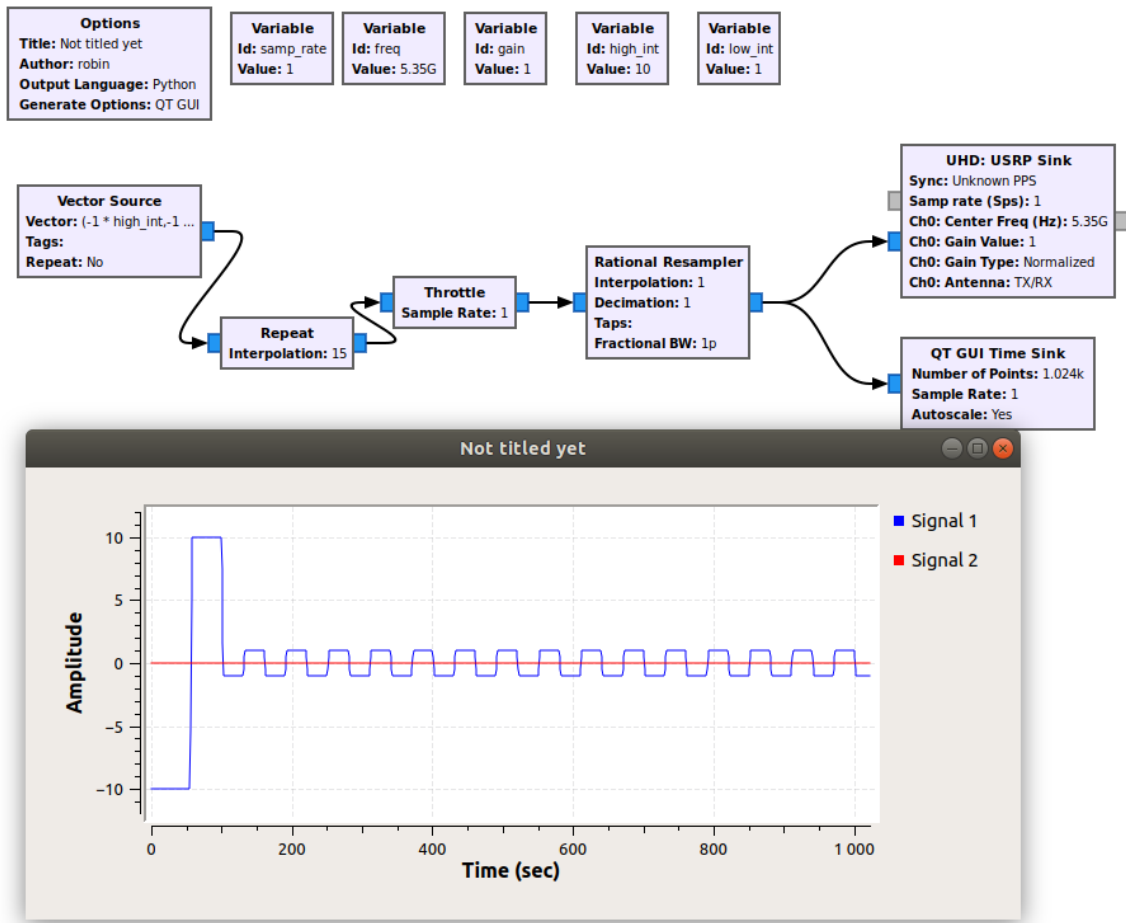 Options
Title: Not titled yet
Author: robin
Output Language: Python
Generate Options: QT GUI
Variable
Id: samp_rate
Value: 1
Variable
Id: freq
Value: 5.35G
Variable
Id: gain
Value: 1
Variable
Id: high_int
Value: 10
Variable
Id: low_int
Value: 1
Vector Source
Vector: (-1 * high_int,-1 ...
Tags:
Repeat: No
Repeat
Interpolation: 15
Throttle
Sample Rate: 1
Rational Resampler
Interpolation: 1
Decimation: 1
Taps:
Fractional BW: 1p
UHD: USRP Sink
Sync: Unknown PPS
Samp rate (Sps): 1
Ch0: Center Freq (Hz): 5.35G
Ch0: Gain Value: 1
Ch0: Gain Type: Normalized
Ch0: Antenna: TX/RX
QT GUI Time Sink
Number of Points: 1.024k
Sample Rate: 1
Autoscale: Yes
Not titled yet
Amplitude
10
5
0
−5
−10
0 200 400 600 800 1 000
Time (sec)
Signal 1
Signal 2